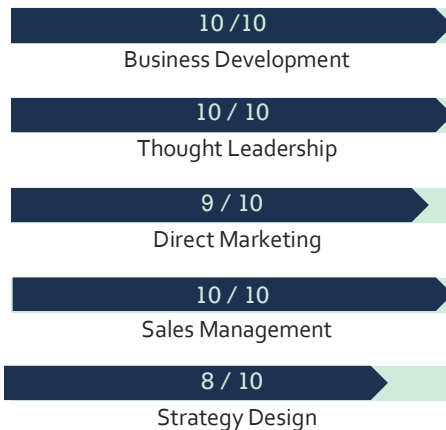 10 /10
Business Development
10 / 10
Thought Leadership
9 / 10
Direct Marketing
10 / 10
Sales Management
8 / 10
Strategy Design